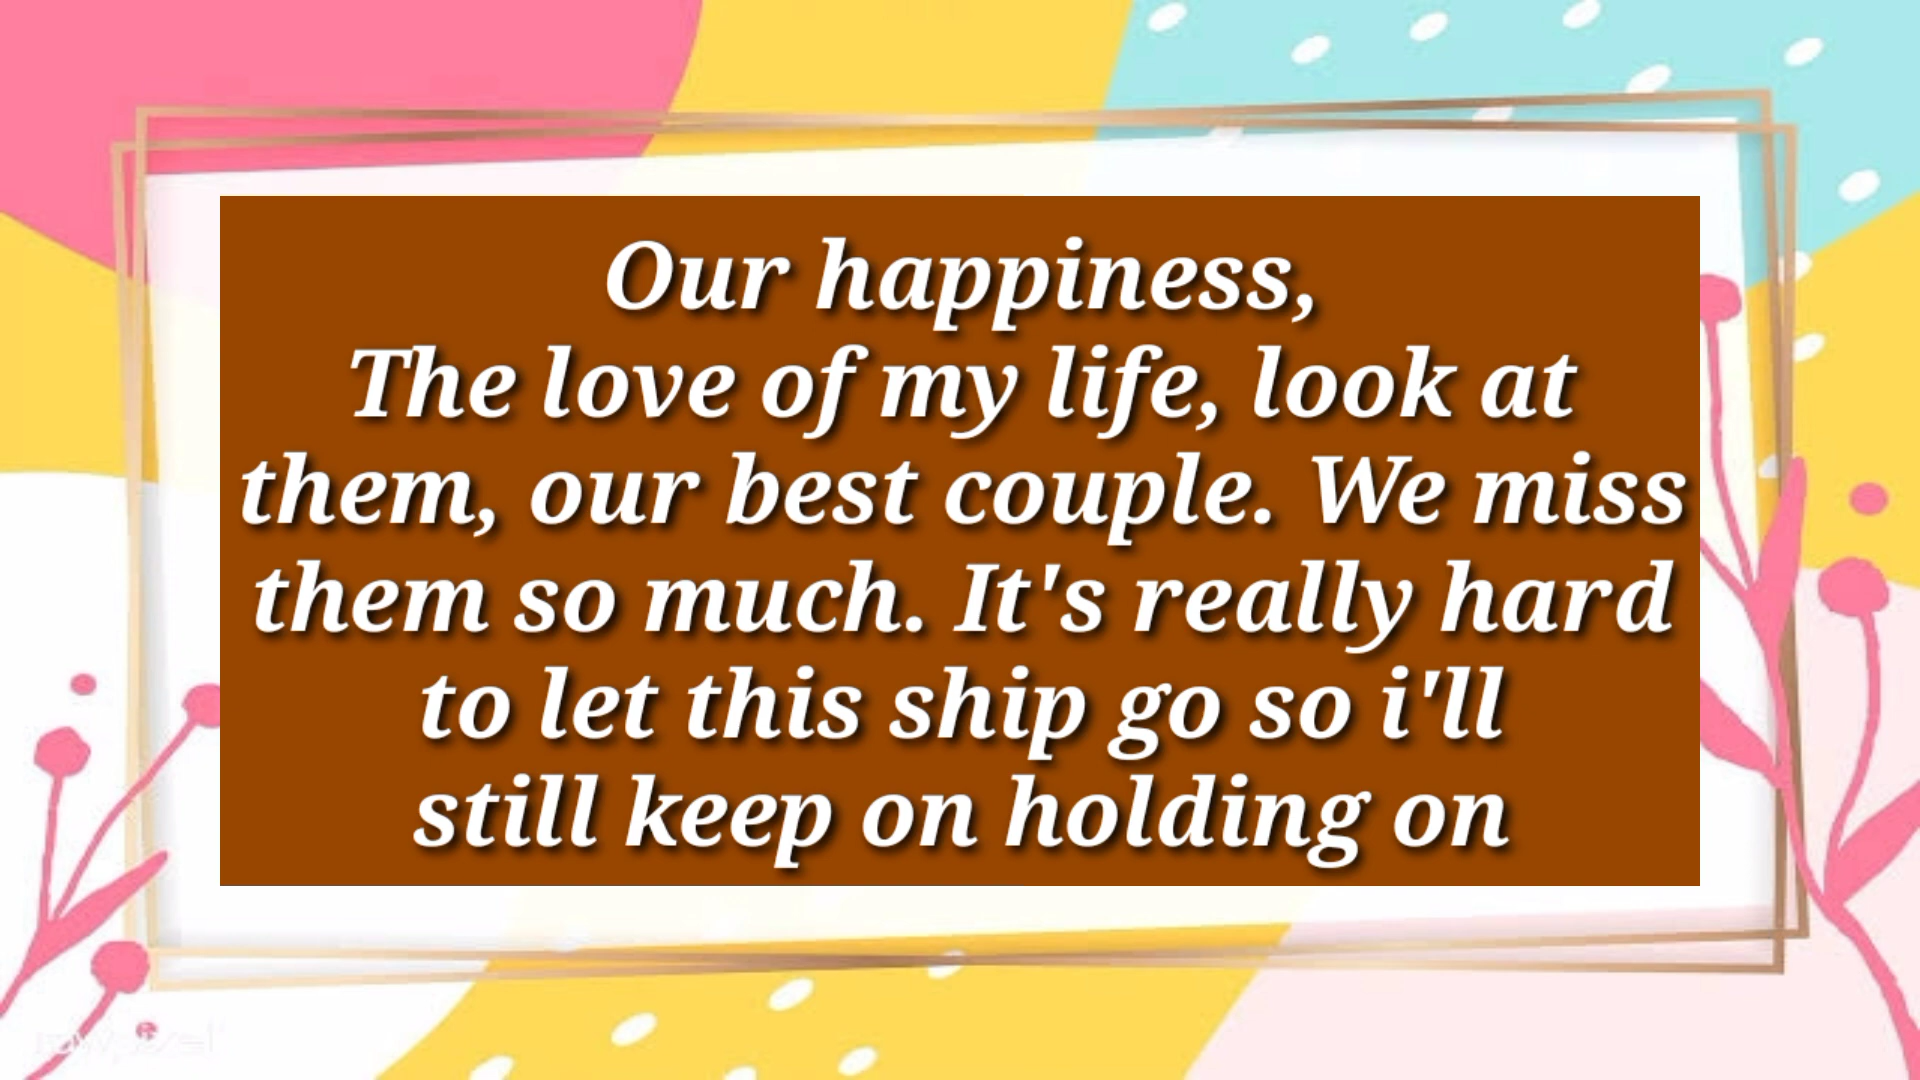 Our happiness,
The love of my life, look at
them, our best couple. We miss
them so much. It's really hard
to let this ship go so i'll
still keep on holding on
rawpixel